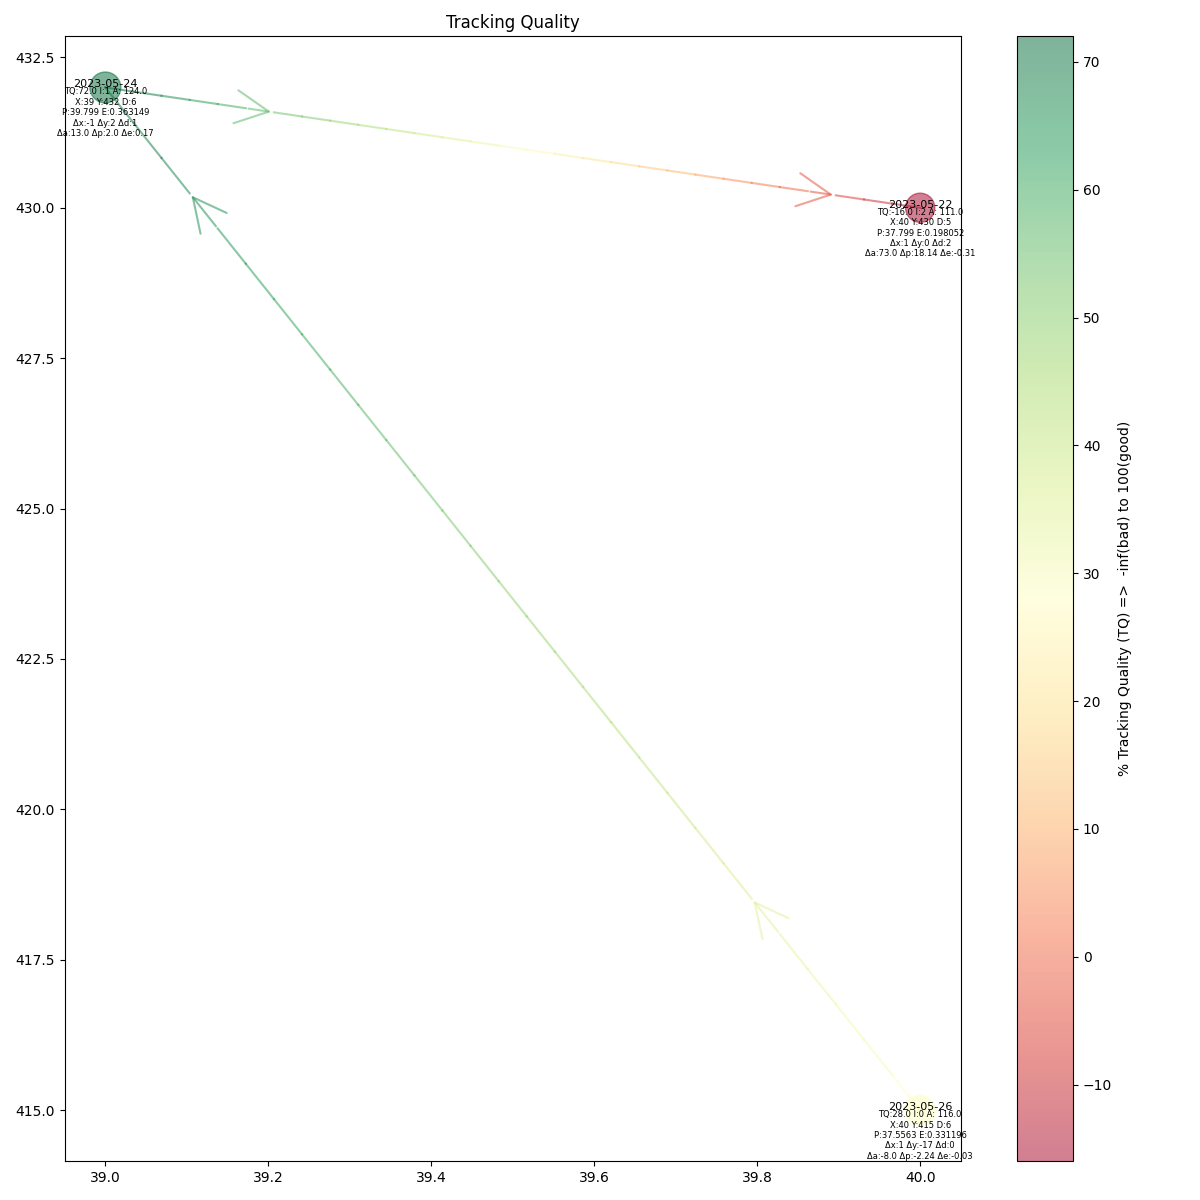 Tracking Quality
432.5
430.0
427.5
425.0
422.5
420.0
417.5
415.0
2023-05-24
TQ:72.0 I:1 A: 124.0
X:39 Y:432 D:6
P:39.799 E:0.363149
Δx:-1 Δy:2 Δd:1
Δa:13.0 Δp:2.0 Δe:0.17
2023-05-22
TQ:-16.0 I:2 A: 111.0
X:40 Y:430 D:5
P:37.799 E:0.198052
Δx:1 Δy:0 Δd:2
Δa:73.0 Δp:18.14 Δe:-0.31
2023-05-26
TQ:28.0 I:0 A: 116.0
X:40 Y:415 D:6
P:37.5563 E:0.331196
Δx:1 Δy:-17 Δd:0
Δa:-8.0 Δp:-2.24 Δe:-0.03
39.0 39.2 39.4 39.6 39.8 40.0
70
60
50
40
30
20
10
0
−10
% Tracking Quality (TQ) => -inf(bad) to 100(good)